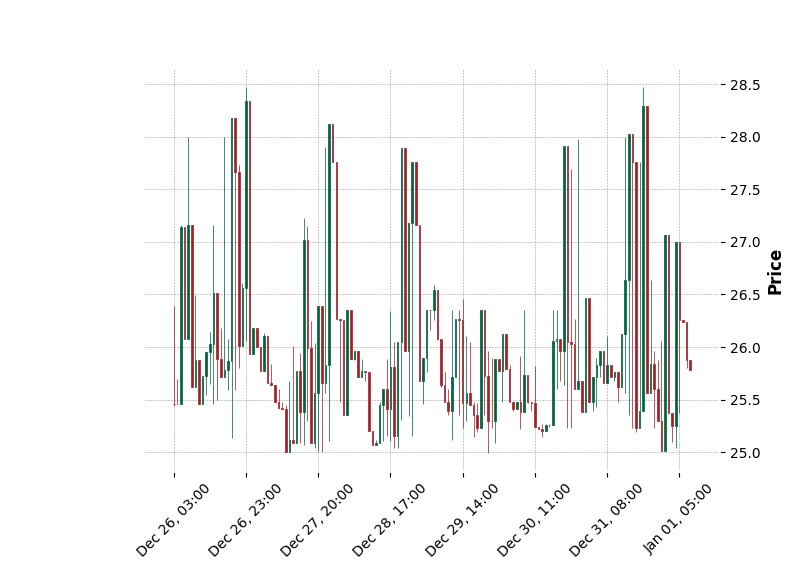 28.5
28.0
27.5
27.0
26.5
26.0
25.5
25.0
Price
Dec 26, 03:00
Dec 26, 23:00
Dec 27, 20:00
Dec 28, 17:00
Dec 29, 14:00
Dec 30, 11:00
Dec 31, 08:00
Jan 01, 05:00